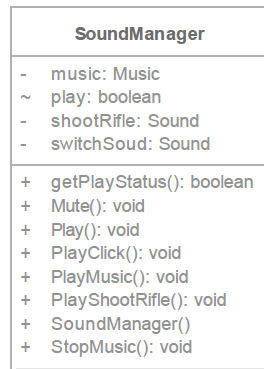 SoundManager
- music: Music
~ play: boolean
- shootRifle: Sound
- switchSoud: Sound
+ getPlayStatus(): boolean
+ Mute(): void
+ Play(): void
+ PlayClick(): void
+ PlayMusic(): void
+ PlayShootRifle(): void
+ SoundManager()
+ StopMusic(): void